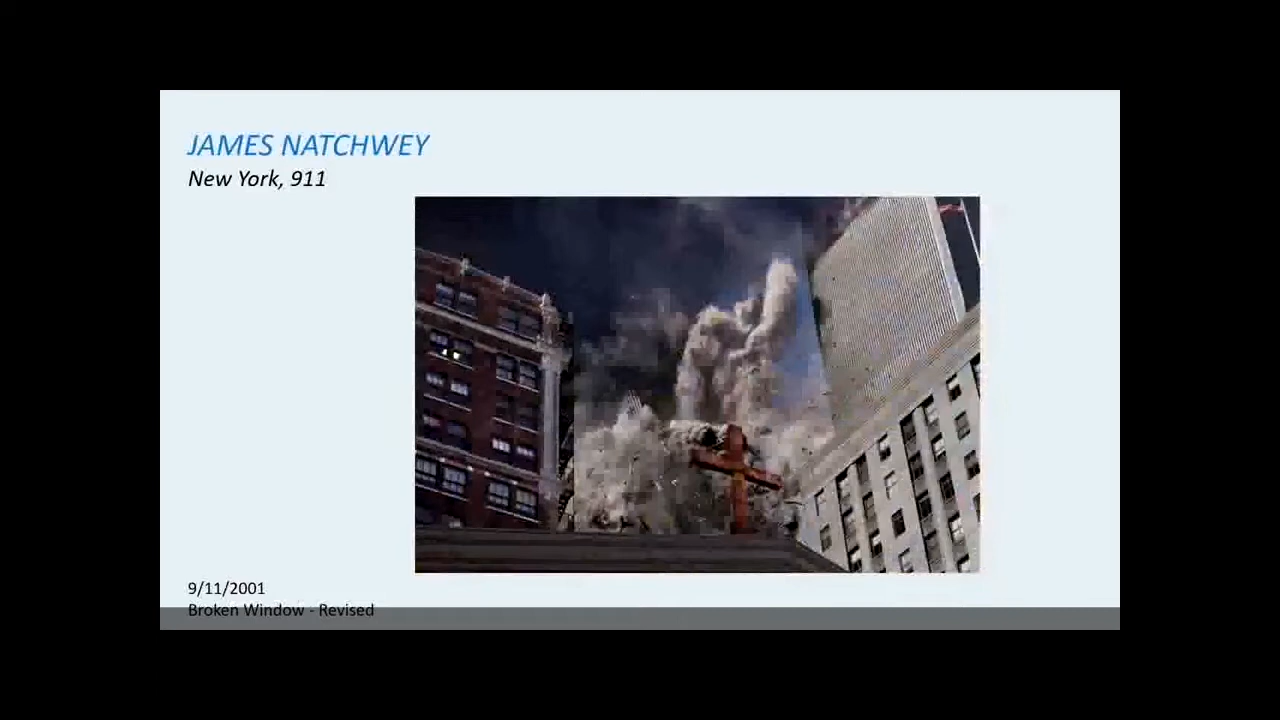 JAMES NATCHWEY
New York, 911
9/11/2001
Broken Window - Revised